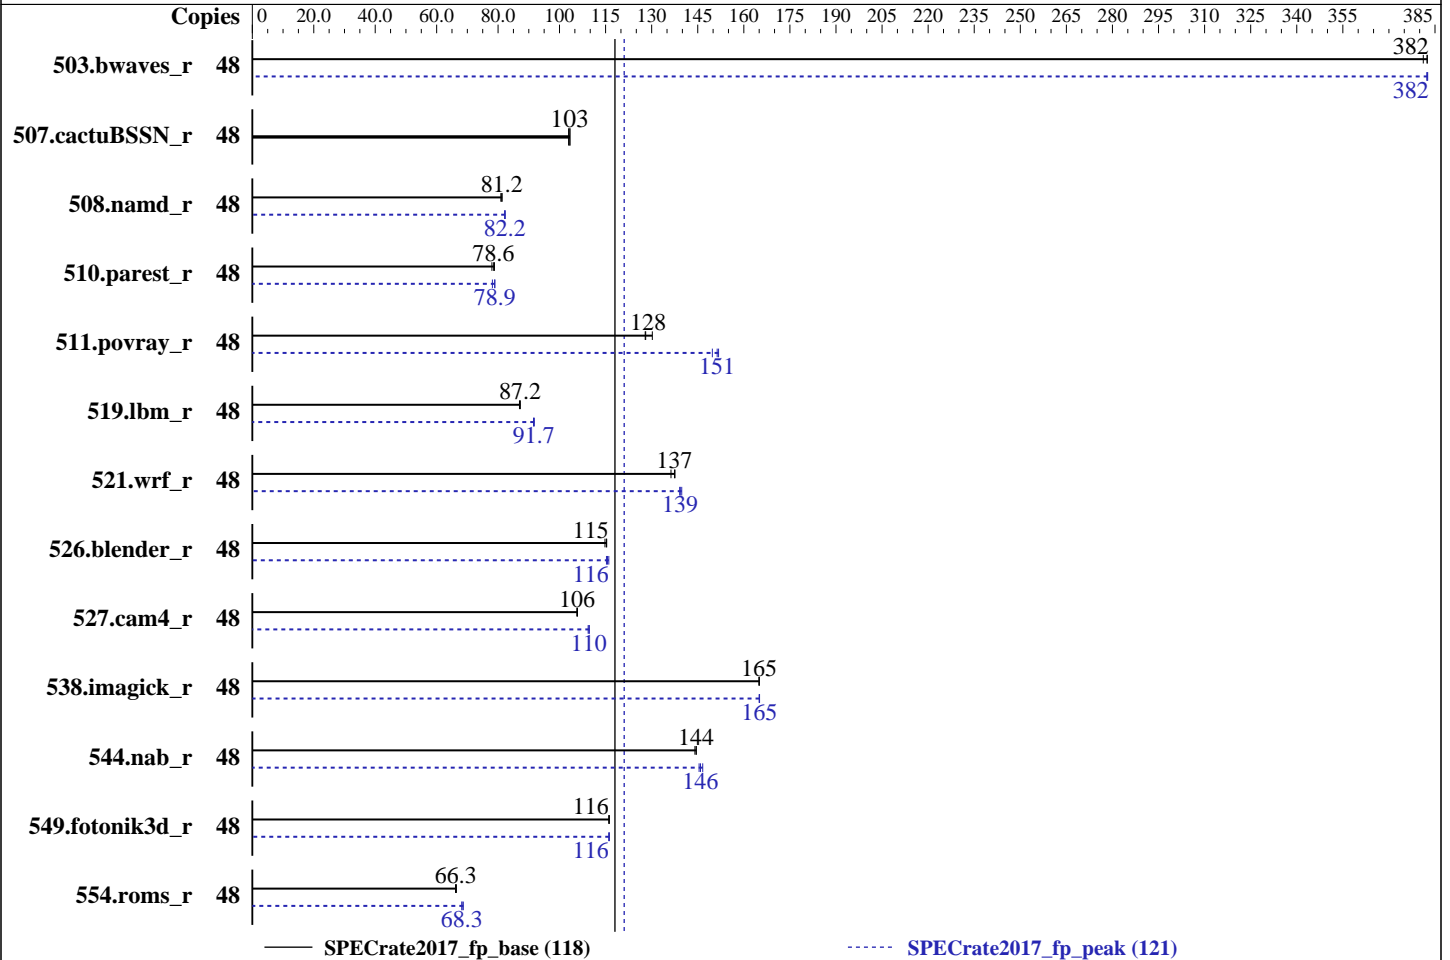 Copies 0 20.0 40.0 60.0 80.0 100 115 130 145 160 175 190 205 220 235 250 265 280 295 310 325 340 355 385
503.bwaves_r 48 382
382
507.cactuBSSN_r 48 103
508.namd_r 48 81.2
82.2
510.parest_r 48 78.6
78.9
511.povray_r 48 128
151
519.lbm_r 48 87.2
91.7
521.wrf_r 48 137
139
526.blender_r 48 115
116
527.cam4_r 48 106
110
538.imagick_r 48 165
165
544.nab_r 48 144
146
549.fotonik3d_r 48 116
116
554.roms_r 48 66.3
68.3
SPECrate2017_fp_base (118) SPECrate2017_fp_peak (121)